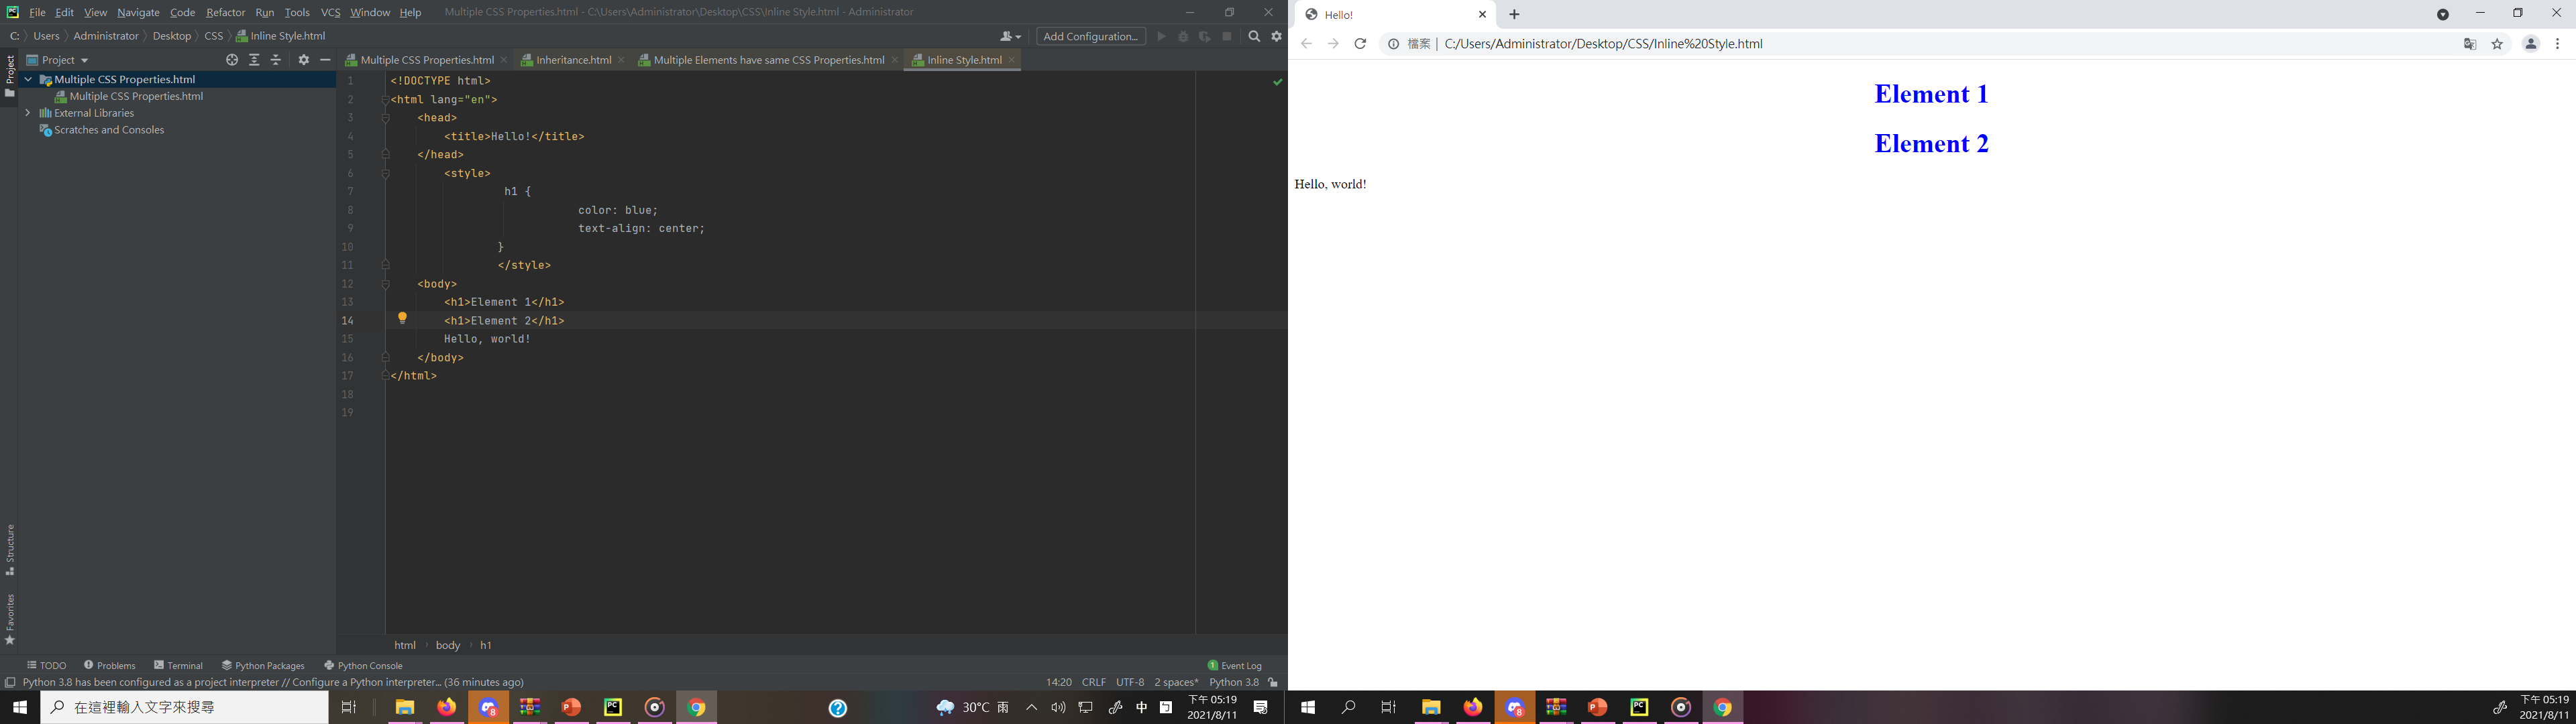 File Edit View Navigate Code Refactor Run Tools VCS Window Help Multiple CSS Properties.html - C:\Users\Administrator\Desktop\CSS\Inline Style.html - Administrator
C: Users Administrator Desktop CSS Inline Style.html Add Configuration...
Project Multiple CSS Properties.html Inheritance.html Multiple Elements have same CSS Properties.html Inline Style.html
Project
Multiple CSS Properties.html
Multiple CSS Properties.html
External Libraries
Scratches and Consoles
Structure
Favorites
1 <!DOCTYPE html>
2 <html lang="en">
3 <head>
4 <title>Hello!</title>
5 </head>
6 <style>
7 h1 {
8 color: blue;
9 text-align: center;
10 }
11 </style>
12 <body>
13 <h1>Element 1</h1>
14 <h1>Element 2</h1>
15 Hello, world!
16 </body>
17 </html>
18
19
html body h1
TODO Problems Terminal Python Packages Python Console 1 Event Log
Python 3.8 has been configured as a project interpreter // Configure a Python interpreter... (36 minutes ago) 14:20 CRLF UTF-8 2 spaces* Python 3.8
在這裡輸入文字來搜尋 8 PC 30°C 雨 中 下午 05:19
2021/8/11
Hello!
檔案 | C:/Users/Administrator/Desktop/CSS/Inline%20Style.html
Element 1
Element 2
Hello, world!
8 PC 下午 05:19
2021/8/11